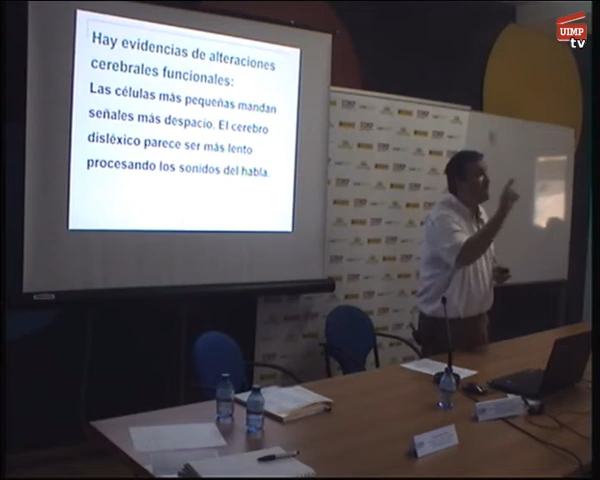 Hay evidencias de alteraciones
cerebrales funcionales:
Las células más pequeñas mandan
señales más despacio. El cerebro
disléxico parece ser más lento
procesando los sonidos del habla.
UIMP
tv